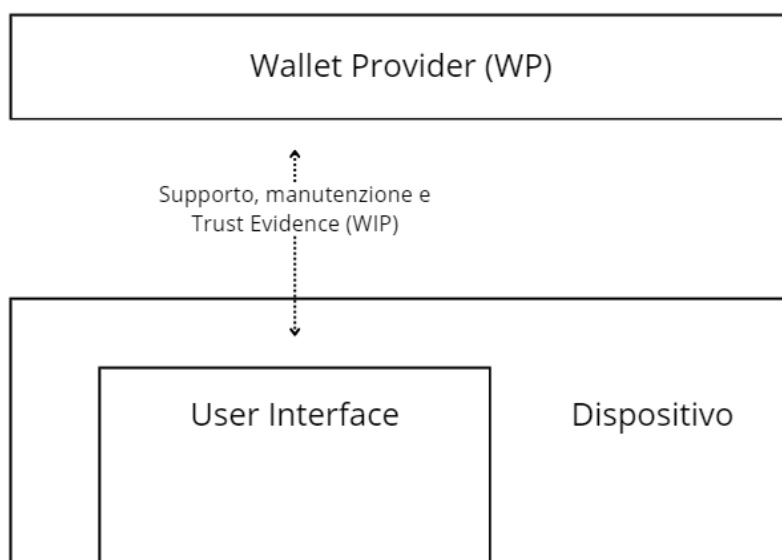 Wallet Provider (WP)
Supporto, manutenzione e
Trust Evidence (WIP)
User Interface
Dispositivo